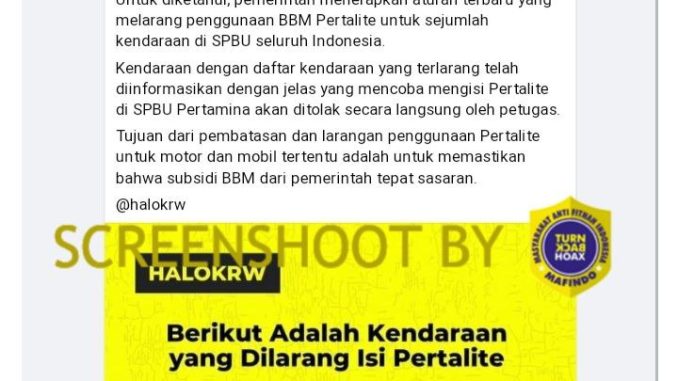 Untuk diketahui, pemerintah menerapkan aturan terbaru yang
melarang penggunaan BBM Pertalite untuk sejumlah
kendaraan di SPBU seluruh Indonesia.
Kendaraan dengan daftar kendaraan yang terlarang telah
diinformasikan dengan jelas yang mencoba mengisi Pertalite
di SPBU Pertamina akan ditolak secara langsung oleh petugas.
Tujuan dari pembatasan dan larangan penggunaan Pertalite
untuk motor dan mobil tertentu adalah untuk memastikan
bahwa subsidi BBM dari pemerintah tepat sasaran.
@halokrw
SCREENSHOOT BY
MASYARAKAT ANTI FITNAH INDONESIA
TURN
BACK
HOAX
MAFINDO
HALOKRW
Berikut Adalah Kendaraan
yang Dilarang Isi Pertalite